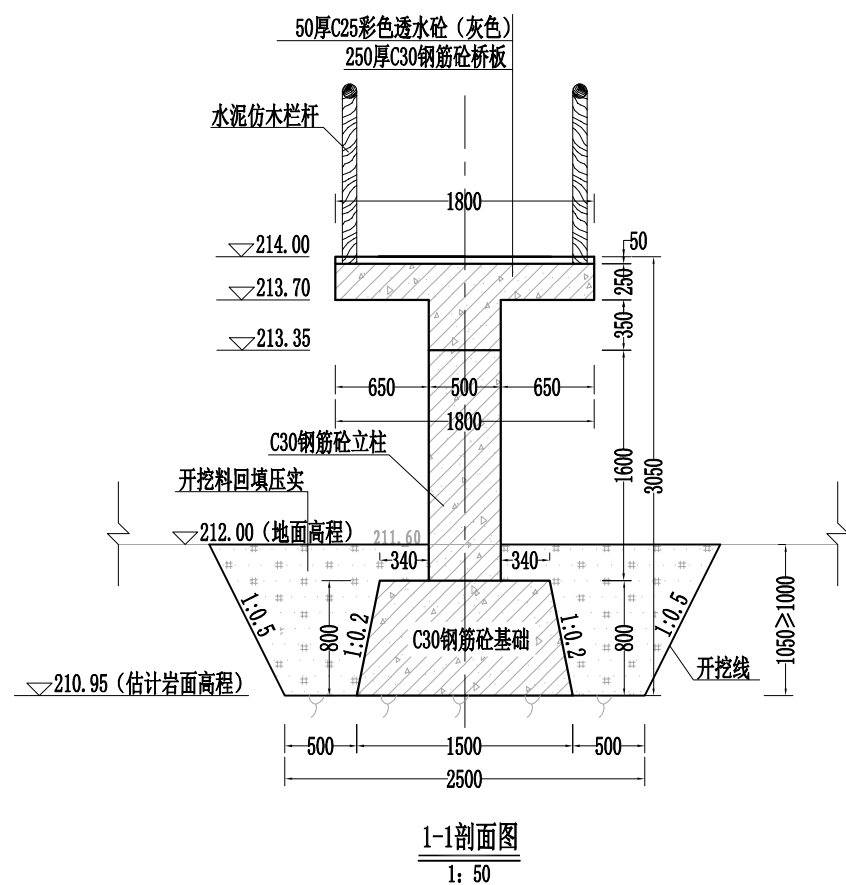 50厚C25彩色透水砼（灰色）
250厚C30钢筋砼桥板
水泥仿木栏杆
1800
214.00
50
213.70
250
213.35
350
650
500
650
1800
C30钢筋砼立柱
1600
3050
开挖料回填压实
212.00（地面高程）
211.60
340
340
1:0.5
800
1:0.2
C30钢筋砼基础
1:0.2
800
1:0.5
1050≥1000
210.95（估计岩面高程）
开挖线
500
1500
500
2500
1-1剖面图
1: 50